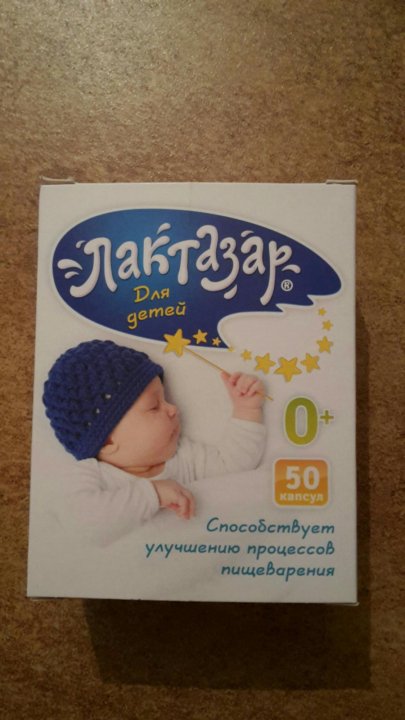 Лактазар®
Для
детей
0+
50
капсул
Способствует
улучшению процессов
пищеварения